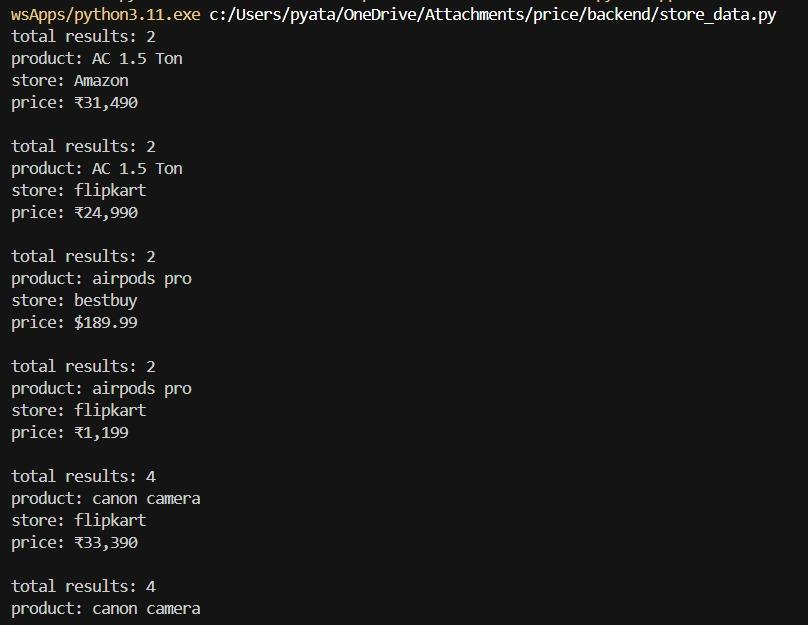 wsApps/python3.11.exe c:/Users/pyata/OneDrive/Attachments/price/backend/store_data.py
total results: 2
product: AC 1.5 Ton
store: Amazon
price: ₹31,490
total results: 2
product: AC 1.5 Ton
store: flipkart
price: ₹24,990
total results: 2
product: airpods pro
store: bestbuy
price: $189.99
total results: 2
product: airpods pro
store: flipkart
price: ₹1,199
total results: 4
product: canon camera
store: flipkart
price: ₹33,390
total results: 4
product: canon camera